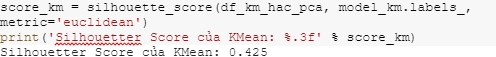 score_km = silhouette_score(df_km_hac_pca, model_km.labels_,
metric='euclidean')
print('Silhouetter Score của KMean: %.3f' % score_km)
Silhouetter Score của KMean: 0.425